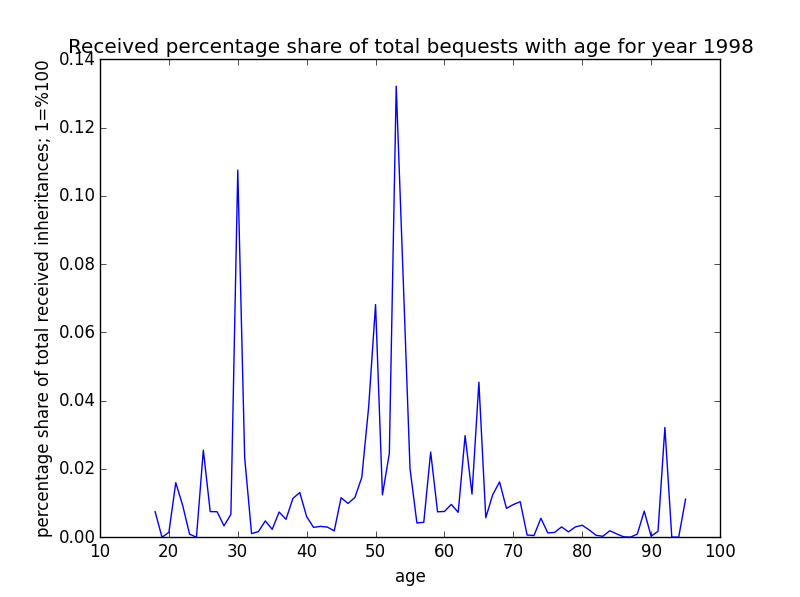 Received percentage share of total bequests with age for year 1998
percentage share of total received inheritances; 1=%100
0.14
0.12
0.10
0.08
0.06
0.04
0.02
0.00
10 20 30 40 50 60 70 80 90 100
age